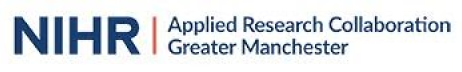 NIHR | Applied Research Collaboration
Greater Manchester